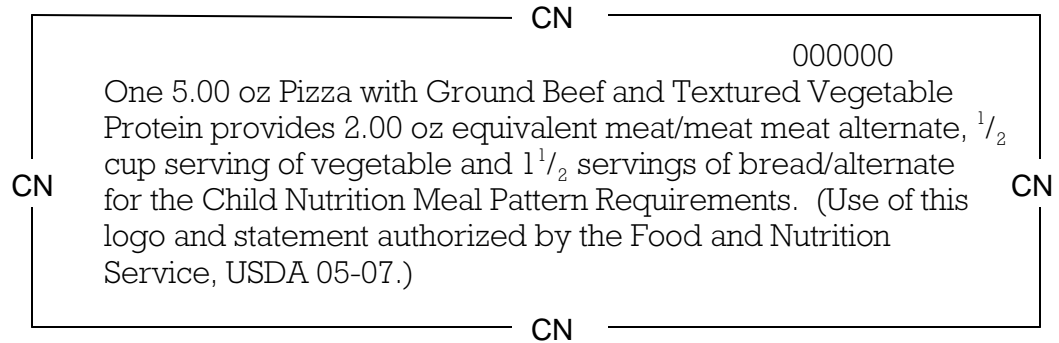 CN
000000
One 5.00 oz Pizza with Ground Beef and Textured Vegetable
Protein provides 2.00 oz equivalent meat/meat meat alternate, 1/2
cup serving of vegetable and 1 1/2 servings of bread/alternate
CN
CN
for the Child Nutrition Meal Pattern Requirements. (Use of this
logo and statement authorized by the Food and Nutrition
Service, USDA 05-07.)
CN